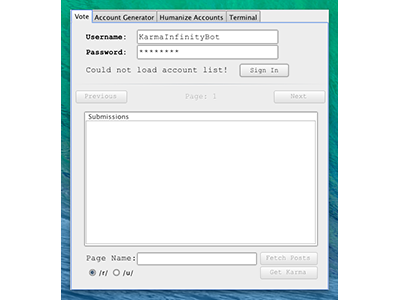 Vote Account Generator Humanize Accounts Terminal
Username: KarmaInfinityBot
Password: ********
Could not load account list! Sign In
Previous Page: 1 Next
Submissions
Page Name: Fetch Posts
/r/ /u/ Get Karma